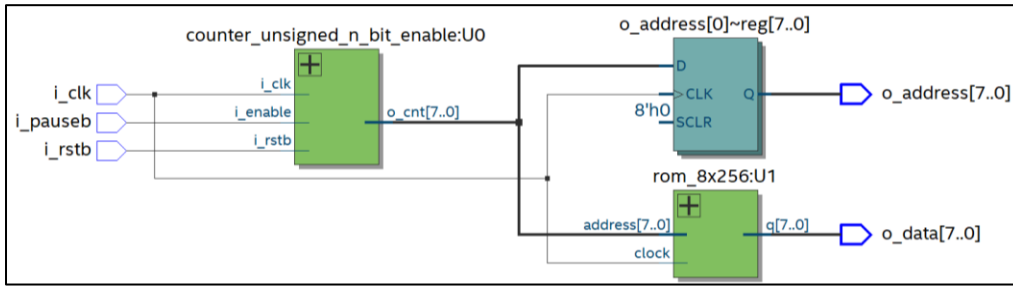 counter_unsigned_n_bit_enable:U0
i_clk
i_pauseb
i_rstb
i_clk
i_enable
i_rstb
o_cnt[7..0]
o_address[0]~reg[7..0]
D
CLK
8'h0
SCLR
Q
o_address[7..0]
rom_8x256:U1
address[7..0]
clock
q[7..0]
o_data[7..0]